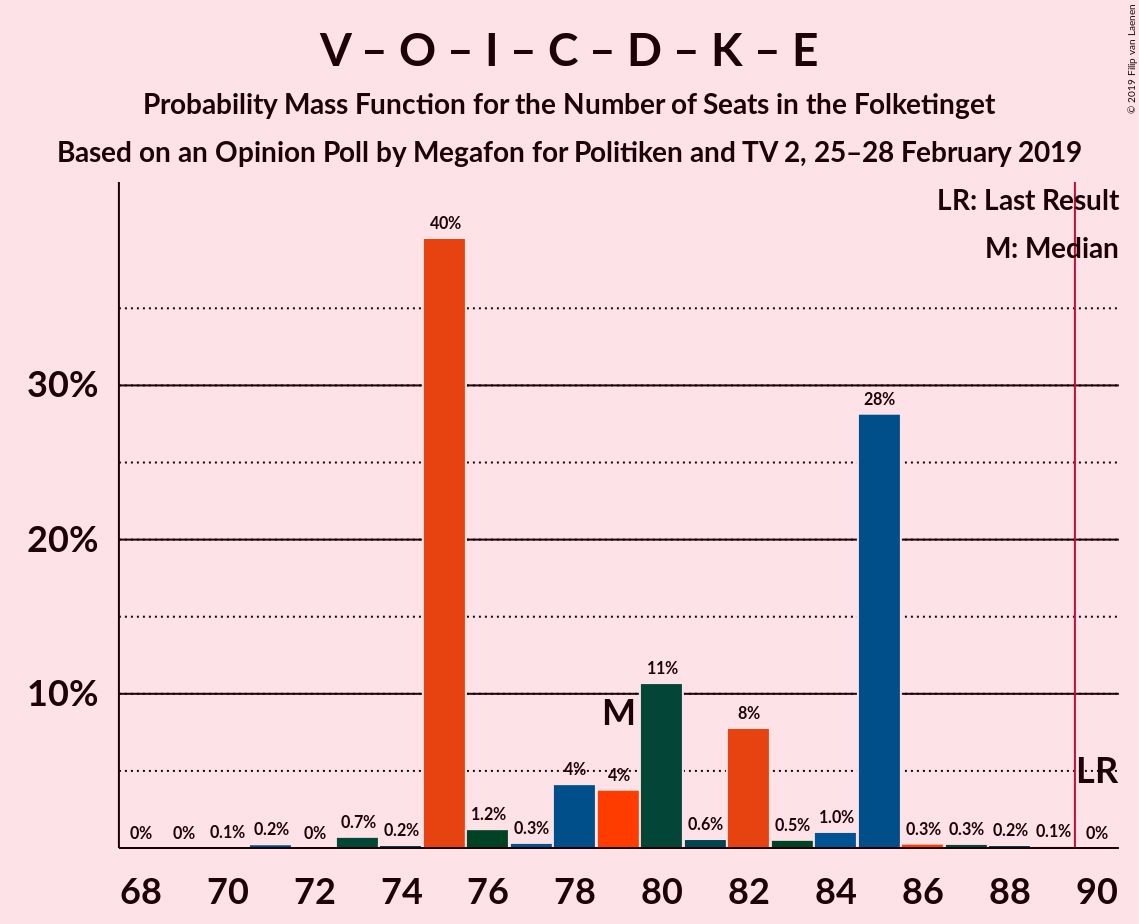 V – O – I – C – D – K – E
Probability Mass Function for the Number of Seats in the Folketinget
Based on an Opinion Poll by Megafon for Politiken and TV 2, 25–28 February 2019
© 2019 Filip van Laenen
LR: Last Result
M: Median
40%
30%
28%
20%
11%
10%
M
8%
4%
4%
LR
0%
0%
0.1%
0.2%
0%
0.7%
0.2%
1.2%
0.3%
0.6%
0.5%
1.0%
0.3%
0.3%
0.2%
0.1%
0%
68 70 72 74 76 78 80 82 84 86 88 90